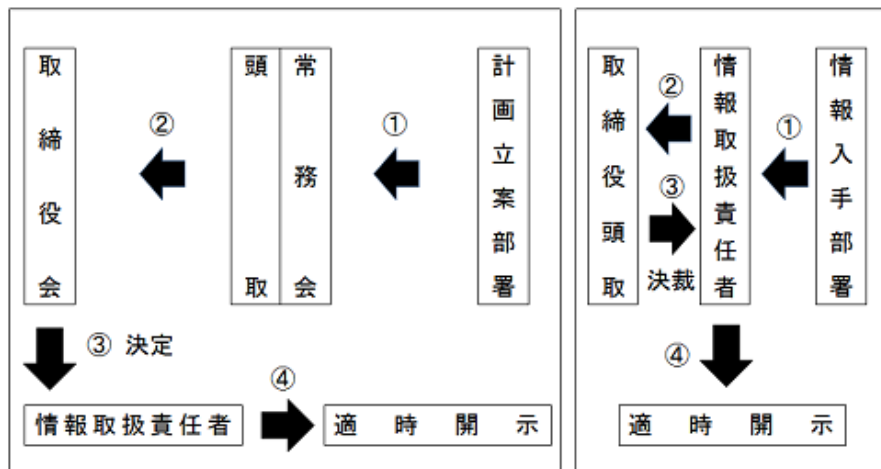 取締役会
②
頭取
常務会
①
計画立案部署
③ 決定
情報取扱責任者
④
適時開示
取締役頭取
②
③
決裁
情報取扱責任者
①
情報入手部署
④
適時開示